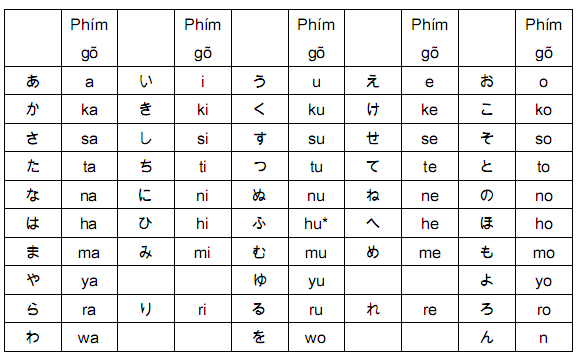 Phím gõ Phím gõ Phím gõ Phím gõ Phím gõ
あ a い i う u え e お o
か ka き ki く ku け ke こ ko
さ sa し si す su せ se そ so
た ta ち ti つ tu て te と to
な na に ni ぬ nu ね ne の no
は ha ひ hi ふ hu* へ he ほ ho
ま ma み mi む mu め me も mo
や ya ゆ yu よ yo
ら ra り ri る ru れ re ろ ro
わ wa を wo ん n